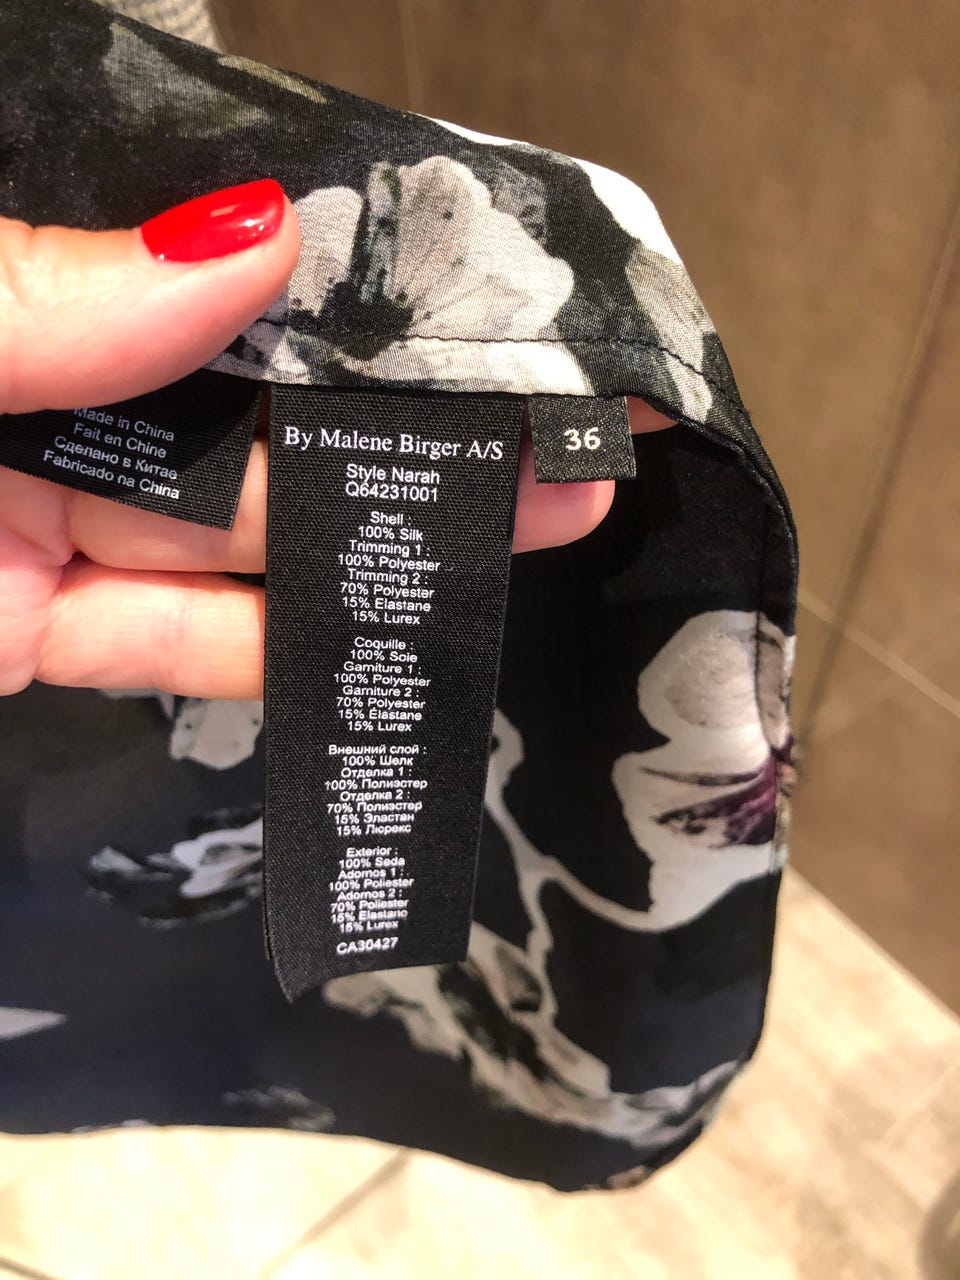 Made in China
Fait en Chine
Сделано в Китае
Fabricado na China
By Malene Birger A/S
Style Narah
Q64231001
Shell :
100% Silk
Trimming 1 :
100% Polyester
Trimming 2 :
70% Polyester
15% Elastane
15% Lurex
Coquille :
100% Soie
Garniture 1 :
100% Polyester
Garniture 2 :
70% Polyester
15% Élastane
15% Lurex
Внешний слой :
100% Шелк
Отделка 1 :
100% Полиэстер
Отделка 2 :
70% Полиэстер
15% Эластан
15% Люрекс
Exterior :
100% Seda
Adornos 1 :
100% Poliester
Adornos 2 :
70% Poliester
15% Elastano
15% Lurex
CA30427
36